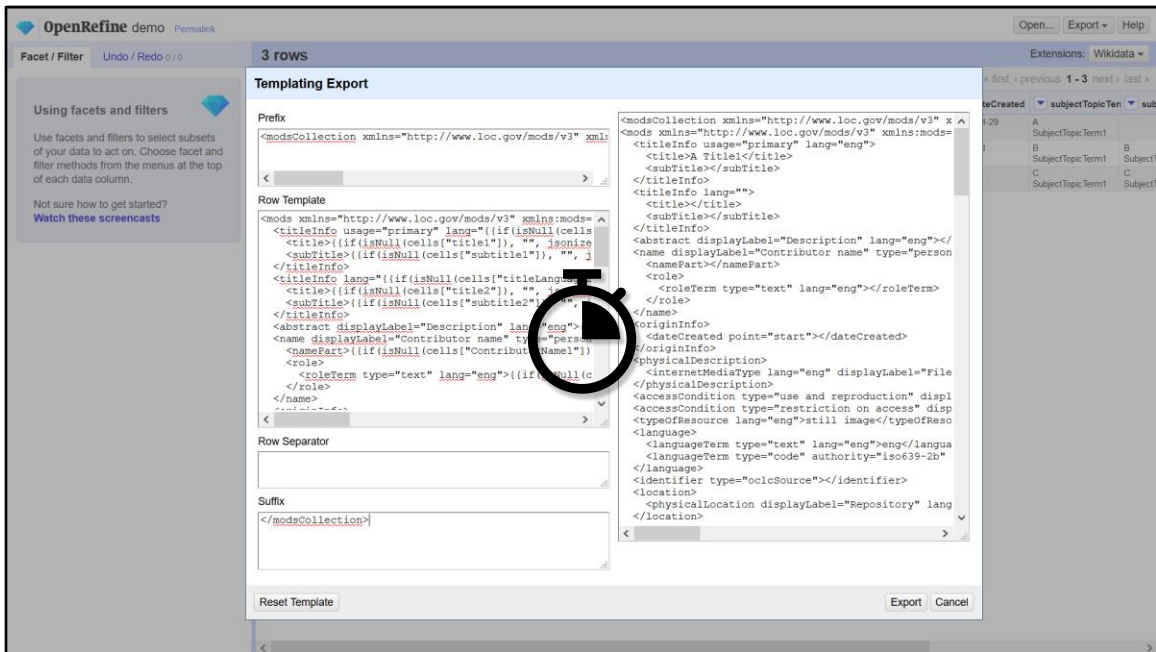 OpenRefine demo Permalink
Open... Export Help
Facet / Filter Undo / Redo 0 / 0
3 rows
Extensions: Wikidata
Using facets and filters
Use facets and filters to select subsets
of your data to act on. Choose facet and
filter methods from the menus at the top
of each data column.
Not sure how to get started?
Watch these screencasts
« first ‹ previous 1 - 3 next › last »
teCreated subjectTopicTen sub
4-29 A
SubjectTopicTerm1
B B
SubjectTopicTerm1 SubjectT
C C
SubjectTopicTerm1 SubjectT
Templating Export
Prefix
<modsCollection xmlns="http://www.loc.gov/mods/v3" xml
Row Template
<mods xmlns="http://www.loc.gov/mods/v3" xmlns:mods=
<titleInfo usage="primary" lang="{{if(isNull(cells
<title>{{if(isNull(cells["title1"]), "", jsonize
<subTitle>{{if(isNull(cells["subtitle1"]), "", j
</titleInfo>
<titleInfo lang="{{if(isNull(cells["titleLangu
<title>{{if(isNull(cells["title2"]), "",
<subTitle>{{if(isNull(cells["subtitle2"]
</titleInfo>
<abstract displayLabel="Description" lan
<name displayLabel="Contributor name" ty
<namePart>{{if(isNull(cells["Contribut
<role>
<roleTerm type="text" lang="eng">{{if(
</role>
</name>
Row Separator
Suffix
</modsCollection>
<modsCollection xmlns="http://www.loc.gov/mods/v3" x
<mods xmlns="http://www.loc.gov/mods/v3" xmlns:mods=
<titleInfo usage="primary" lang="eng">
<title>A Title1</title>
<subTitle></subTitle>
</titleInfo>
<titleInfo lang="">
<title></title>
<subTitle></subTitle>
</titleInfo>
<abstract displayLabel="Description" lang="eng"></
<name displayLabel="Contributor name" type="person
<namePart></namePart>
<role>
<roleTerm type="text" lang="eng"></roleTerm>
</role>
</name>
<originInfo>
<dateCreated point="start"></dateCreated>
</originInfo>
<physicalDescription>
<internetMediaType lang="eng" displayLabel="File
</physicalDescription>
<accessCondition type="use and reproduction" displ
<accessCondition type="restriction on access" disp
<typeOfResource lang="eng">still image</typeOfReso
<language>
<languageTerm type="text" lang="eng">eng</langua
<languageTerm type="code" authority="iso639-2b"
</language>
<identifier type="oclcSource"></identifier>
<location>
<physicalLocation displayLabel="Repository" lang
</location>
Reset Template
Export Cancel